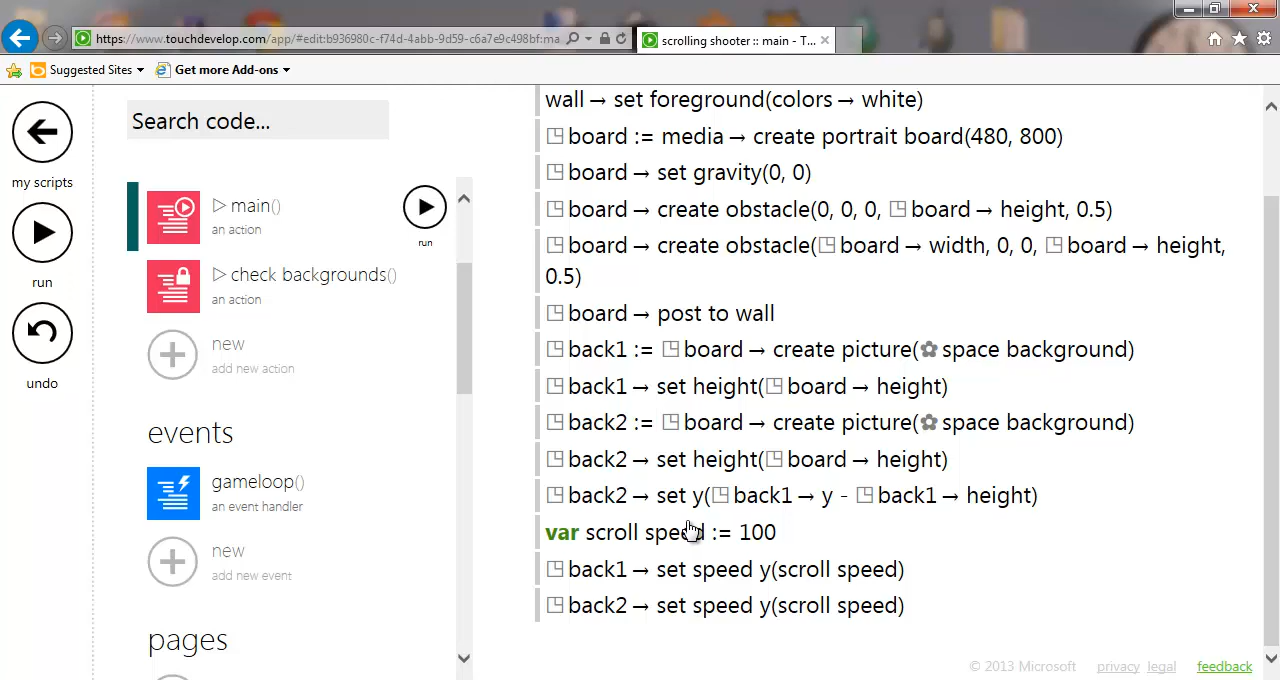 https://www.touchdevelop.com/app/#edit:b936980c-f74d-4abb-9d59-c6a7e9c498bf:ma
scrolling shooter :: main - T...
Suggested Sites
Get more Add-ons
my scripts
run
undo
Search code...
▷ main()
an action
run
▷ check backgrounds()
an action
new
add new action
events
gameloop()
an event handler
new
add new event
pages
wall → set foreground(colors → white)
board := media → create portrait board(480, 800)
board → set gravity(0, 0)
board → create obstacle(0, 0, 0, board → height, 0.5)
board → create obstacle(board → width, 0, 0, board → height,
0.5)
board → post to wall
back1 := board → create picture(✿ space background)
back1 → set height(board → height)
back2 := board → create picture(✿ space background)
back2 → set height(board → height)
back2 → set y(back1 → y - back1 → height)
var scroll speed := 100
back1 → set speed y(scroll speed)
back2 → set speed y(scroll speed)
© 2013 Microsoft privacy legal feedback